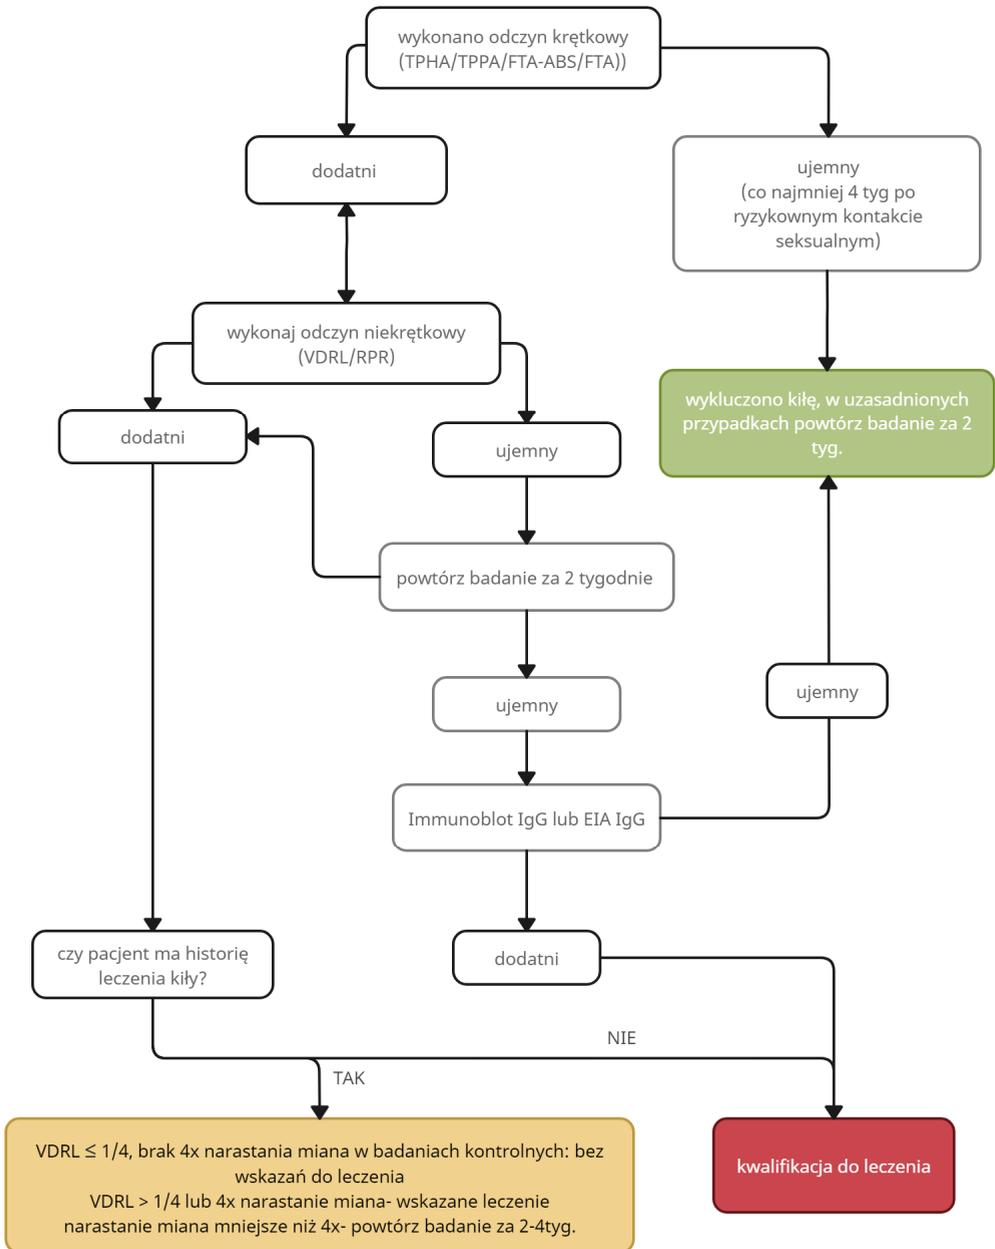 wykonano odczyn krętkowy
(TPHA/TPPA/FTA-ABS/FTA))
dodatni
ujemny
(co najmniej 4 tyg po
ryzykownym kontakcie
seksualnym)
wykonaj odczyn niekrętkowy
(VDRL/RPR)
wykluczono kiłę, w uzasadnionych
przypadkach powtórz badanie za 2
tyg.
dodatni
ujemny
powtórz badanie za 2 tygodnie
ujemny
ujemny
Immunoblot IgG lub EIA IgG
czy pacjent ma historię
leczenia kiły?
dodatni
NIE
TAK
VDRL ≤ 1/4, brak 4x narastania miana w badaniach kontrolnych: bez
wskazań do leczenia
VDRL > 1/4 lub 4x narastanie miana- wskazane leczenie
narastanie miana mniejsze niż 4x- powtórz badanie za 2-4tyg.
kwalifikacja do leczenia